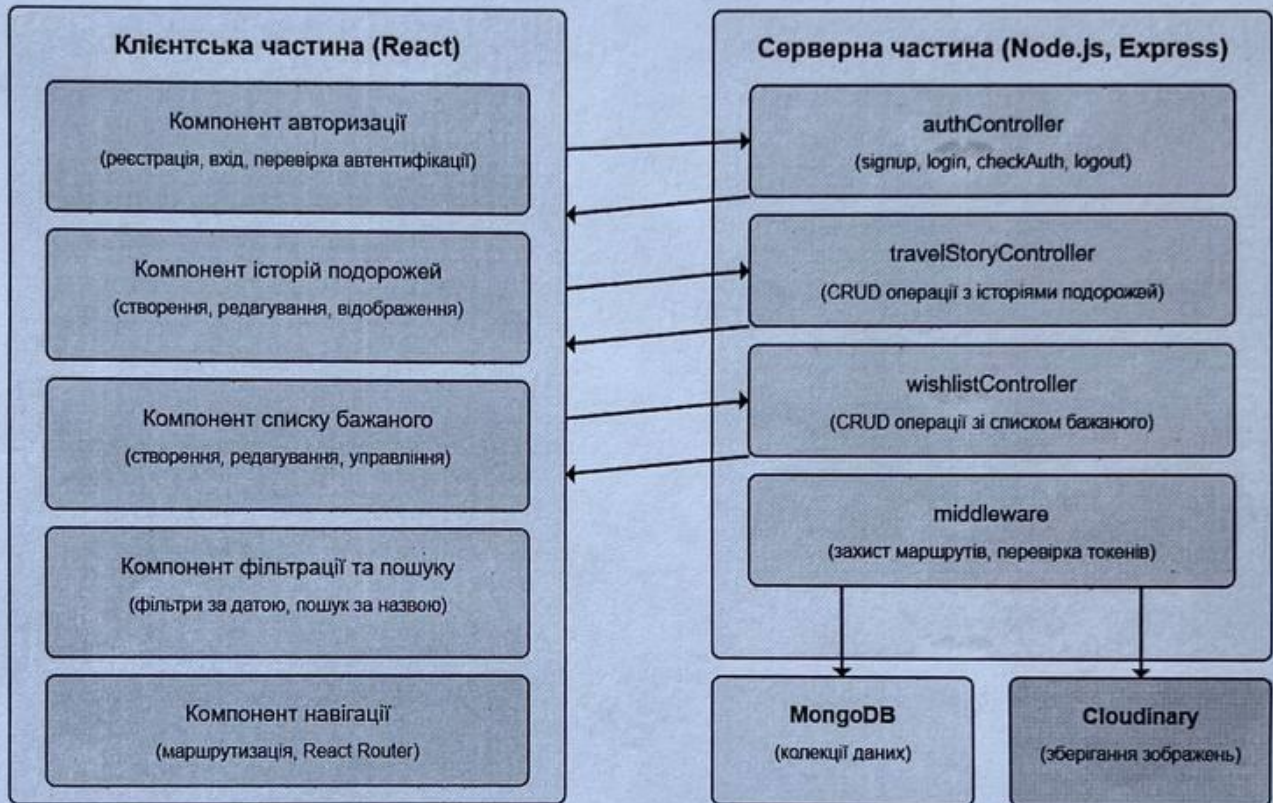 Клієнтська частина (React)
Компонент авторизації
(реєстрація, вхід, перевірка автентифікації)
Компонент історій подорожей
(створення, редагування, відображення)
Компонент списку бажаного
(створення, редагування, управління)
Компонент фільтрації та пошуку
(фільтри за датою, пошук за назвою)
Компонент навігації
(маршрутизація, React Router)
Серверна частина (Node.js, Express)
authController
(signup, login, checkAuth, logout)
travelStoryController
(CRUD операції з історіями подорожей)
wishlistController
(CRUD операції зі списком бажаного)
middleware
(захист маршрутів, перевірка токенів)
MongoDB
(колекції даних)
Cloudinary
(зберігання зображень)